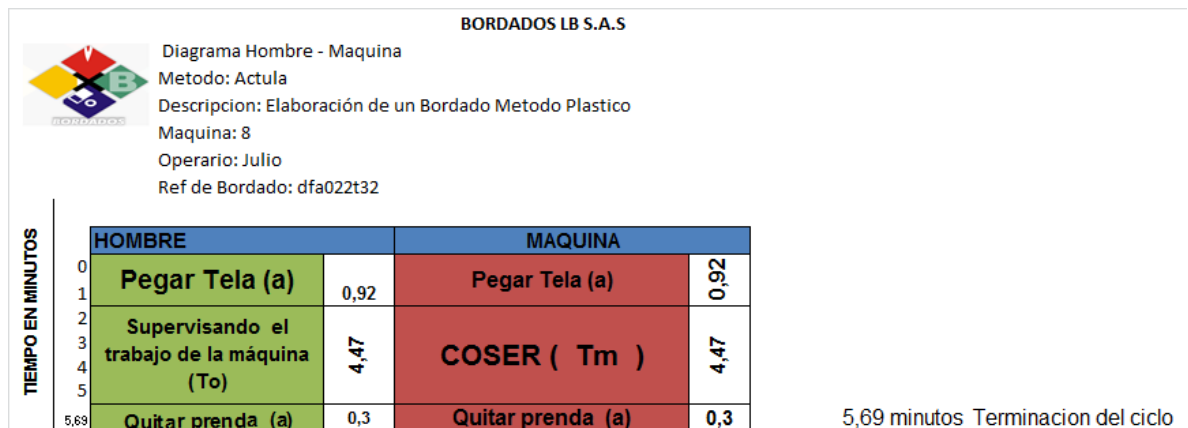 BORDADOS LB S.A.S
Diagrama Hombre - Maquina
Metodo: Actula
Descripcion: Elaboración de un Bordado Metodo Plastico
Maquina: 8
Operario: Julio
Ref de Bordado: dfa022t32
B
BORDADOS
TIEMPO EN MINUTOS
HOMBRE MAQUINA
0
1
Pegar Tela (a) 0,92 Pegar Tela (a) 0,92
2
3
4
5
Supervisando el
trabajo de la máquina
(To)
4,47 COSER ( Tm ) 4,47
5,69 Quitar prenda (a) 0,3 Quitar prenda (a) 0,3 5,69 minutos Terminacion del ciclo